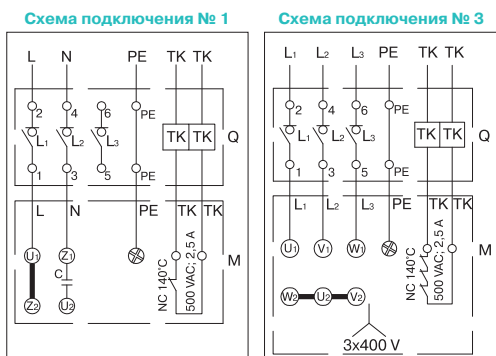 Схема подключения № 1
L N PE TK TK
2 4 6 PE
L1 L2 L3 TK TK Q
1 3 5 PE
L N PE TK TK
U1 Z1 M
C
Z2 U2
NC 140°C
500 VAC; 2,5 A
Схема подключения № 3
L1 L2 L3 PE TK TK
2 4 6 PE
L1 L2 L3 TK TK Q
1 3 5 PE
L1 L2 L3 PE TK TK
U1 V1 W1 M
W2 U2 V2
NC 140°C
500 VAC; 2,5 A
3x400 V